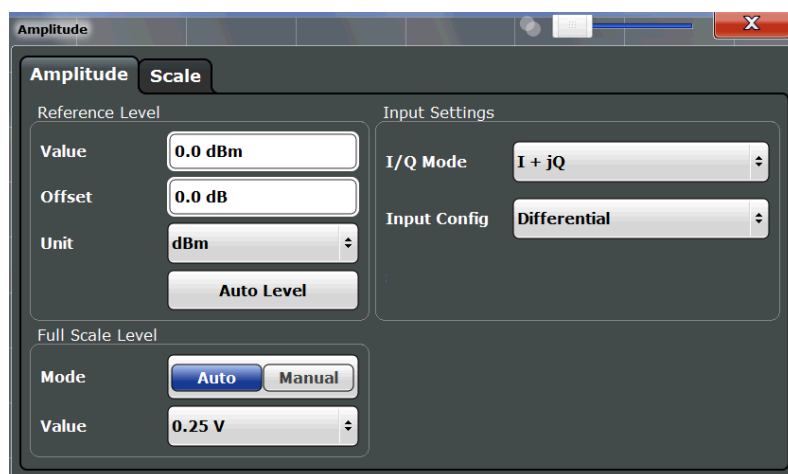 Amplitude
X
Amplitude Scale
Reference Level
Value 0.0 dBm
Offset 0.0 dB
Unit dBm
Auto Level
Input Settings
I/Q Mode I + jQ
Input Config Differential
Full Scale Level
Mode Auto Manual
Value 0.25 V